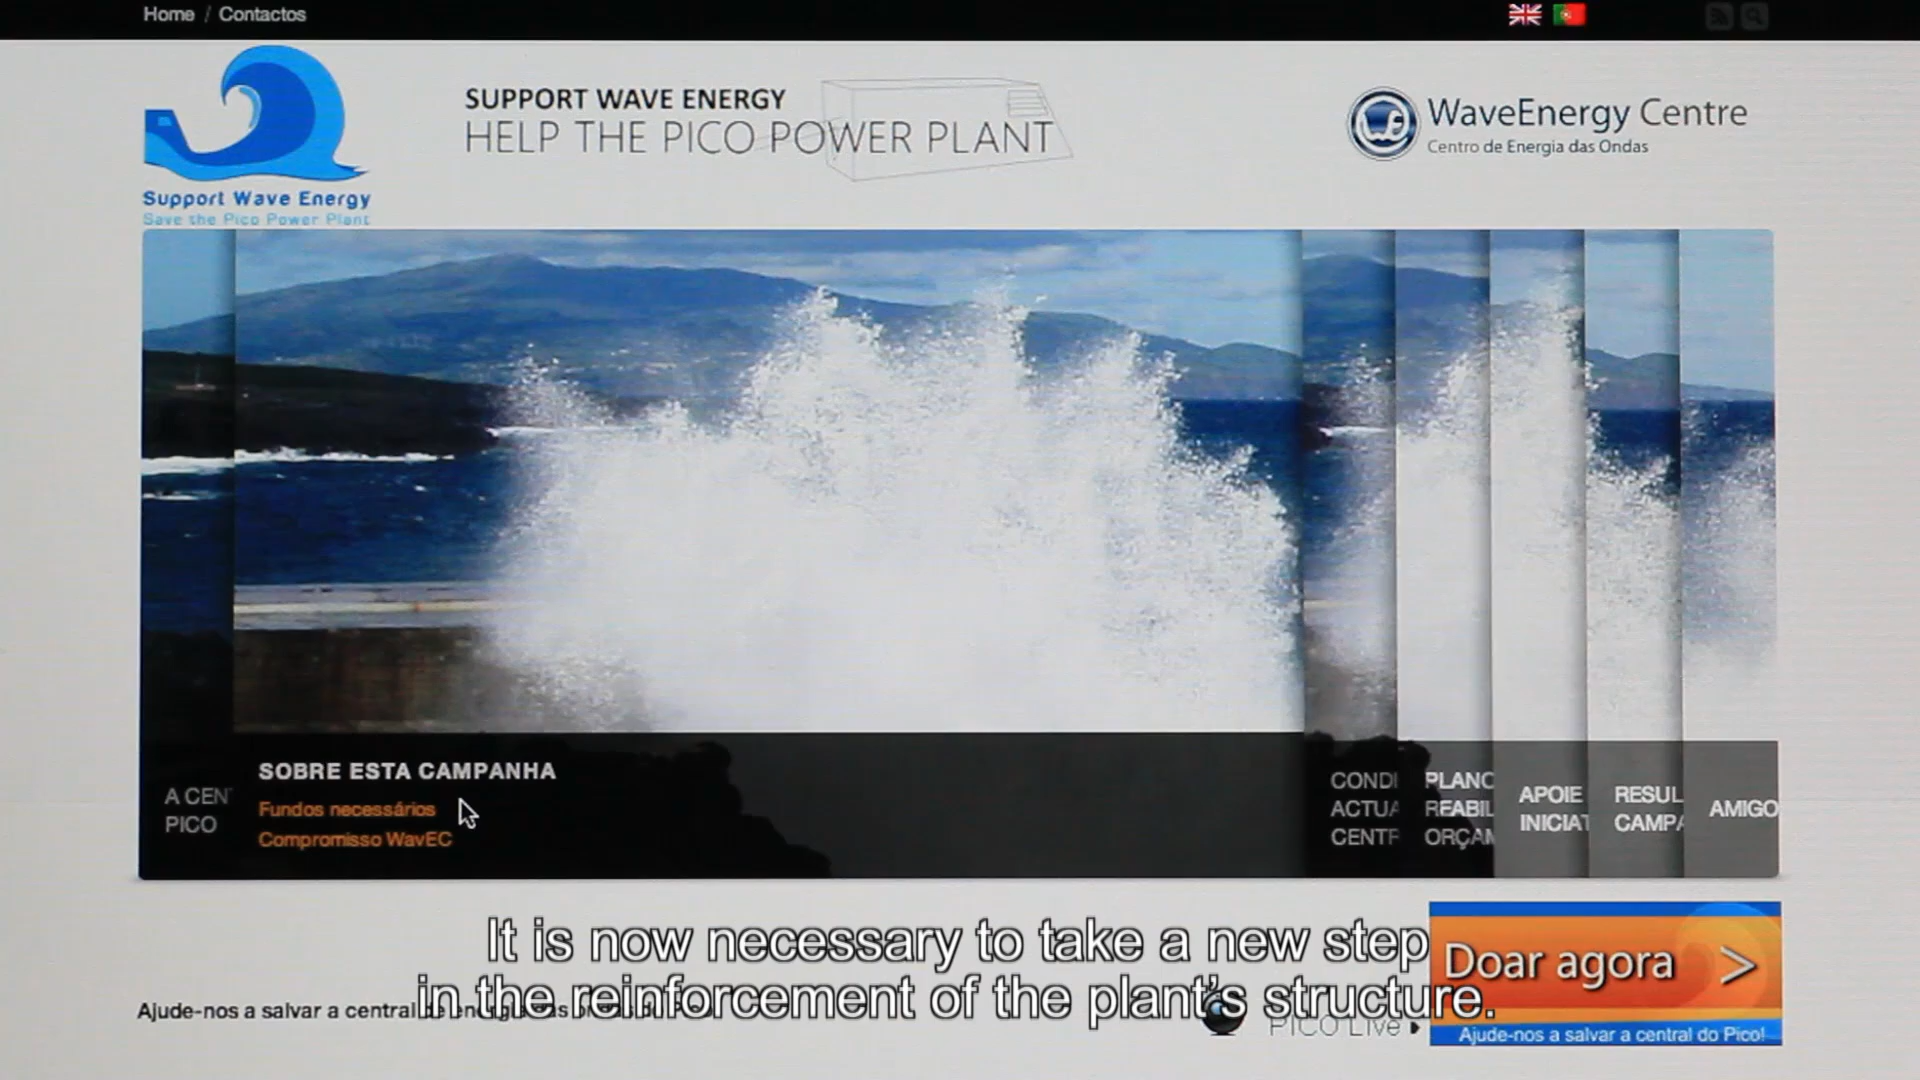 Home / Contactos
SUPPORT WAVE ENERGY
HELP THE PICO POWER PLANT
WaveEnergy Centre
Centro de Energia das Ondas
Support Wave Energy
Save the Pico Power Plant
SOBRE ESTA CAMPANHA
Fundos necessários
Compromisso WavEC
A CEN
PICO
CONDI
ACTUA
CENTR
PLANO
REABIL
ORÇAM
APOIE
INICIAT
RESUL
CAMPA
AMIGO
It is now necessary to take a new step
in the reinforcement of the plant's structure.
Ajude-nos a salvar a central
PICO Live
Doar agora >
Ajude-nos a salvar a central do Pico!